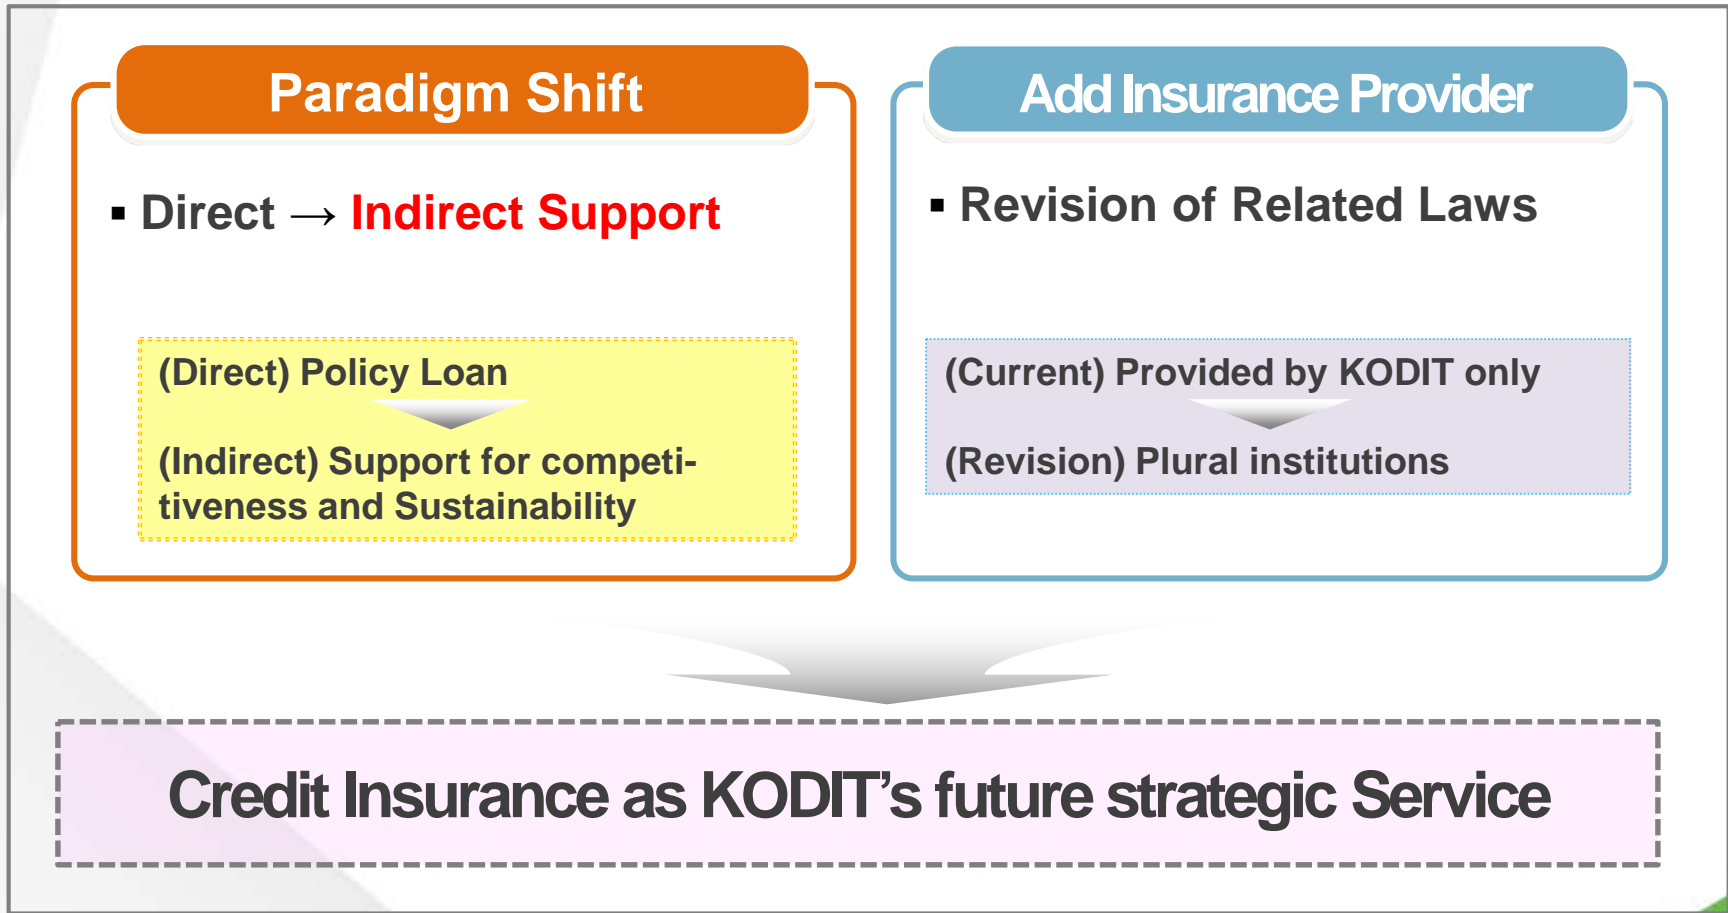 Paradigm Shift
▪ Direct → Indirect Support
(Direct) Policy Loan
(Indirect) Support for competi-
tiveness and Sustainability
Add Insurance Provider
▪ Revision of Related Laws
(Current) Provided by KODIT only
(Revision) Plural institutions
Credit Insurance as KODIT’s future strategic Service